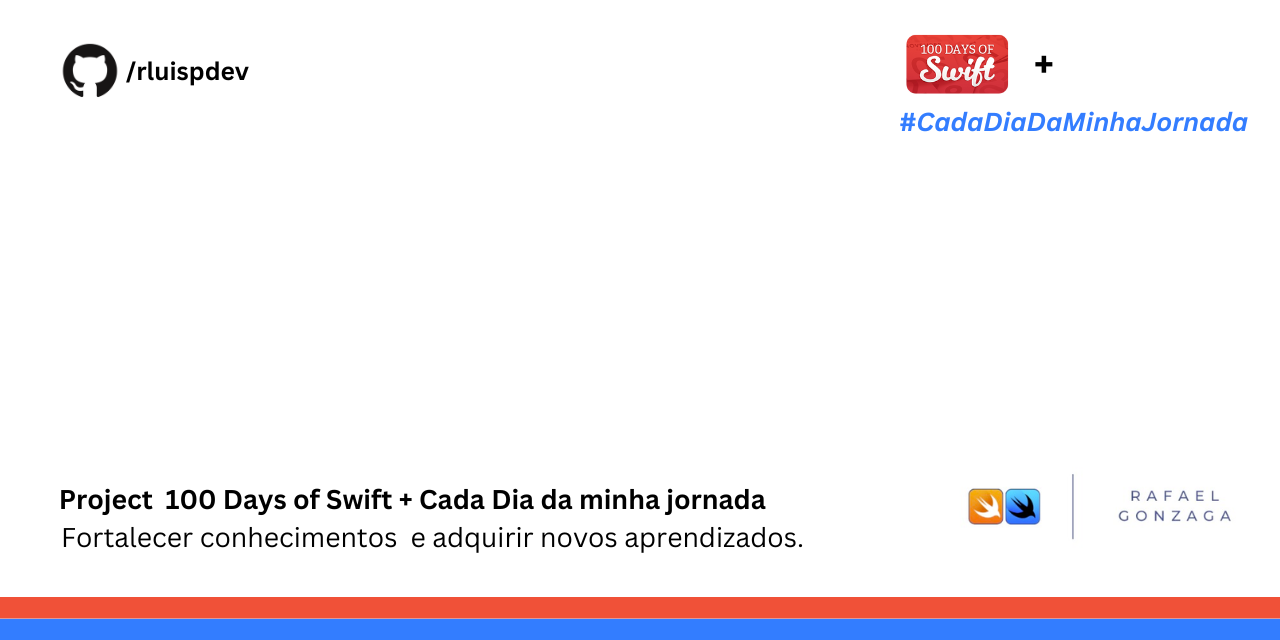 /rluispdev
100 DAYS OF
Swift
+
#CadaDiaDaMinhaJornada
Project  100 Days of Swift + Cada Dia da minha jornada
Fortalecer conhecimentos  e adquirir novos aprendizados.
RAFAEL
GONZAGA